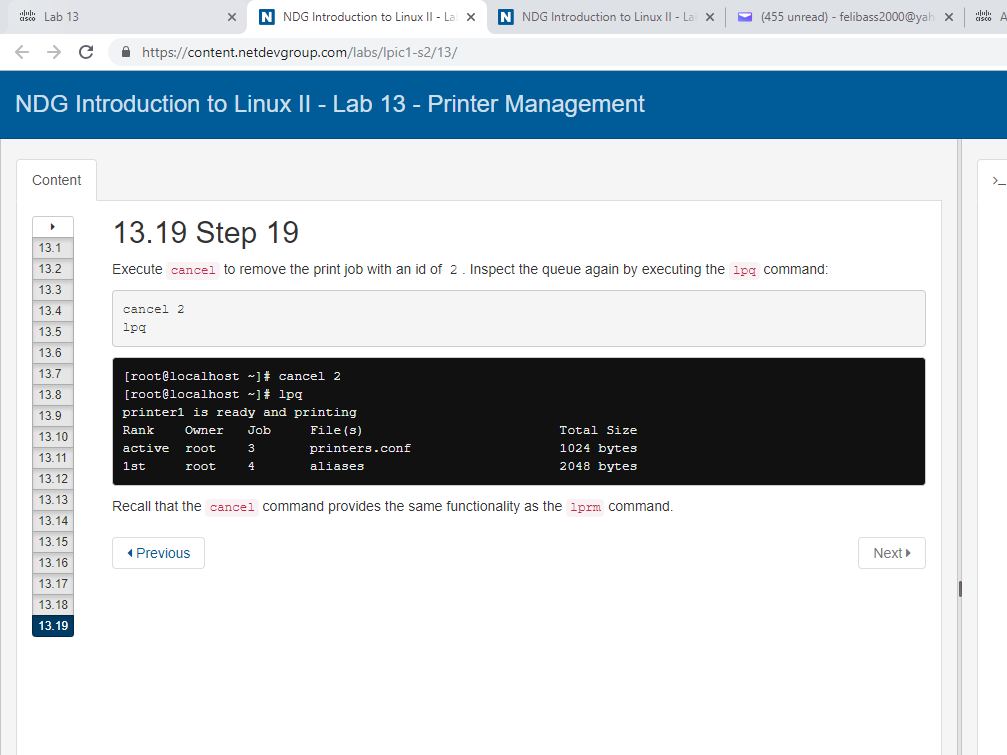 cisco Lab 13
N NDG Introduction to Linux II - La
N NDG Introduction to Linux II - La
(455 unread) - felibass2000@yah
cisco A
https://content.netdevgroup.com/labs/lpic1-s2/13/
NDG Introduction to Linux II - Lab 13 - Printer Management
Content
>_
13.1
13.2
13.3
13.4
13.5
13.6
13.7
13.8
13.9
13.10
13.11
13.12
13.13
13.14
13.15
13.16
13.17
13.18
13.19
13.19 Step 19
Execute cancel to remove the print job with an id of 2 . Inspect the queue again by executing the lpq command:
cancel 2
lpq
[root@localhost ~]# cancel 2
[root@localhost ~]# lpq
printer1 is ready and printing
Rank Owner Job File(s) Total Size
active root 3 printers.conf 1024 bytes
1st root 4 aliases 2048 bytes
Recall that the cancel command provides the same functionality as the lprm command.
Previous
Next